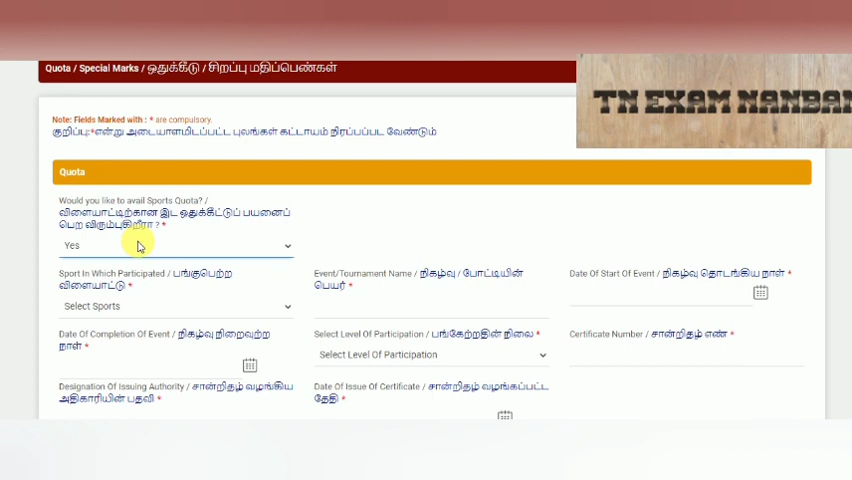 Quota / Special Marks / ஒதுக்கீடு / சிறப்பு மதிப்பெண்கள்
TN EXAM NANBAN
Note: Fields Marked with : * are compulsory.
குறிப்பு:*என்று அடையாளமிடப்பட்ட புலங்கள் கட்டாயம் நிரப்பப்பட வேண்டும்
Quota
Would you like to avail Sports Quota? /
விளையாட்டிற்கான இட ஒதுக்கீட்டுப் பயனைப்
பெற விரும்புகிறீரா ? *
Yes
Sport In Which Participated / பங்குபெற்ற
விளையாட்டு *
Select Sports
Event/Tournament Name / நிகழ்வு / போட்டியின்
பெயர் *
Date Of Start Of Event / நிகழ்வு தொடங்கிய நாள் *
Date Of Completion Of Event / நிகழ்வு நிறைவுற்ற
நாள் *
Select Level Of Participation / பங்கேற்றதின் நிலை *
Select Level Of Participation
Certificate Number / சான்றிதழ் எண் *
Designation Of Issuing Authority / சான்றிதழ் வழங்கிய
அதிகாரியின் பதவி *
Date Of Issue Of Certificate / சான்றிதழ் வழங்கப்பட்ட
தேதி *